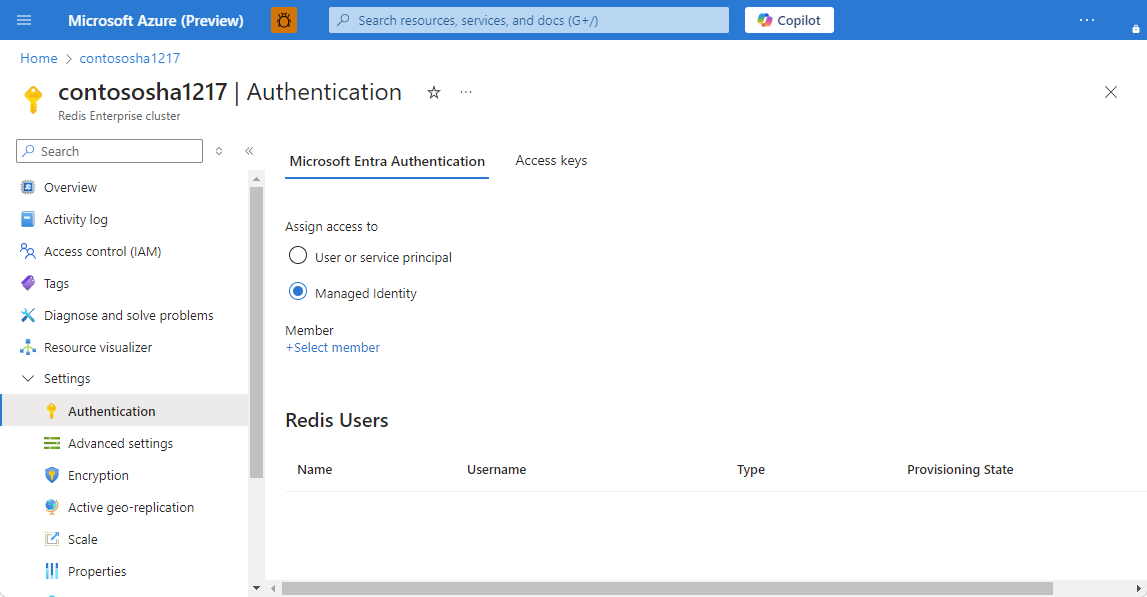 Microsoft Azure (Preview)
Search resources, services, and docs (G+/)
Copilot
Home > contososha1217
contososha1217 | Authentication
Redis Enterprise cluster
Search
Microsoft Entra Authentication
Access keys
Overview
Activity log
Access control (IAM)
Tags
Diagnose and solve problems
Resource visualizer
Settings
Authentication
Advanced settings
Encryption
Active geo-replication
Scale
Properties
Assign access to
User or service principal
Managed Identity
Member
+Select member
Redis Users
Name Username Type Provisioning State